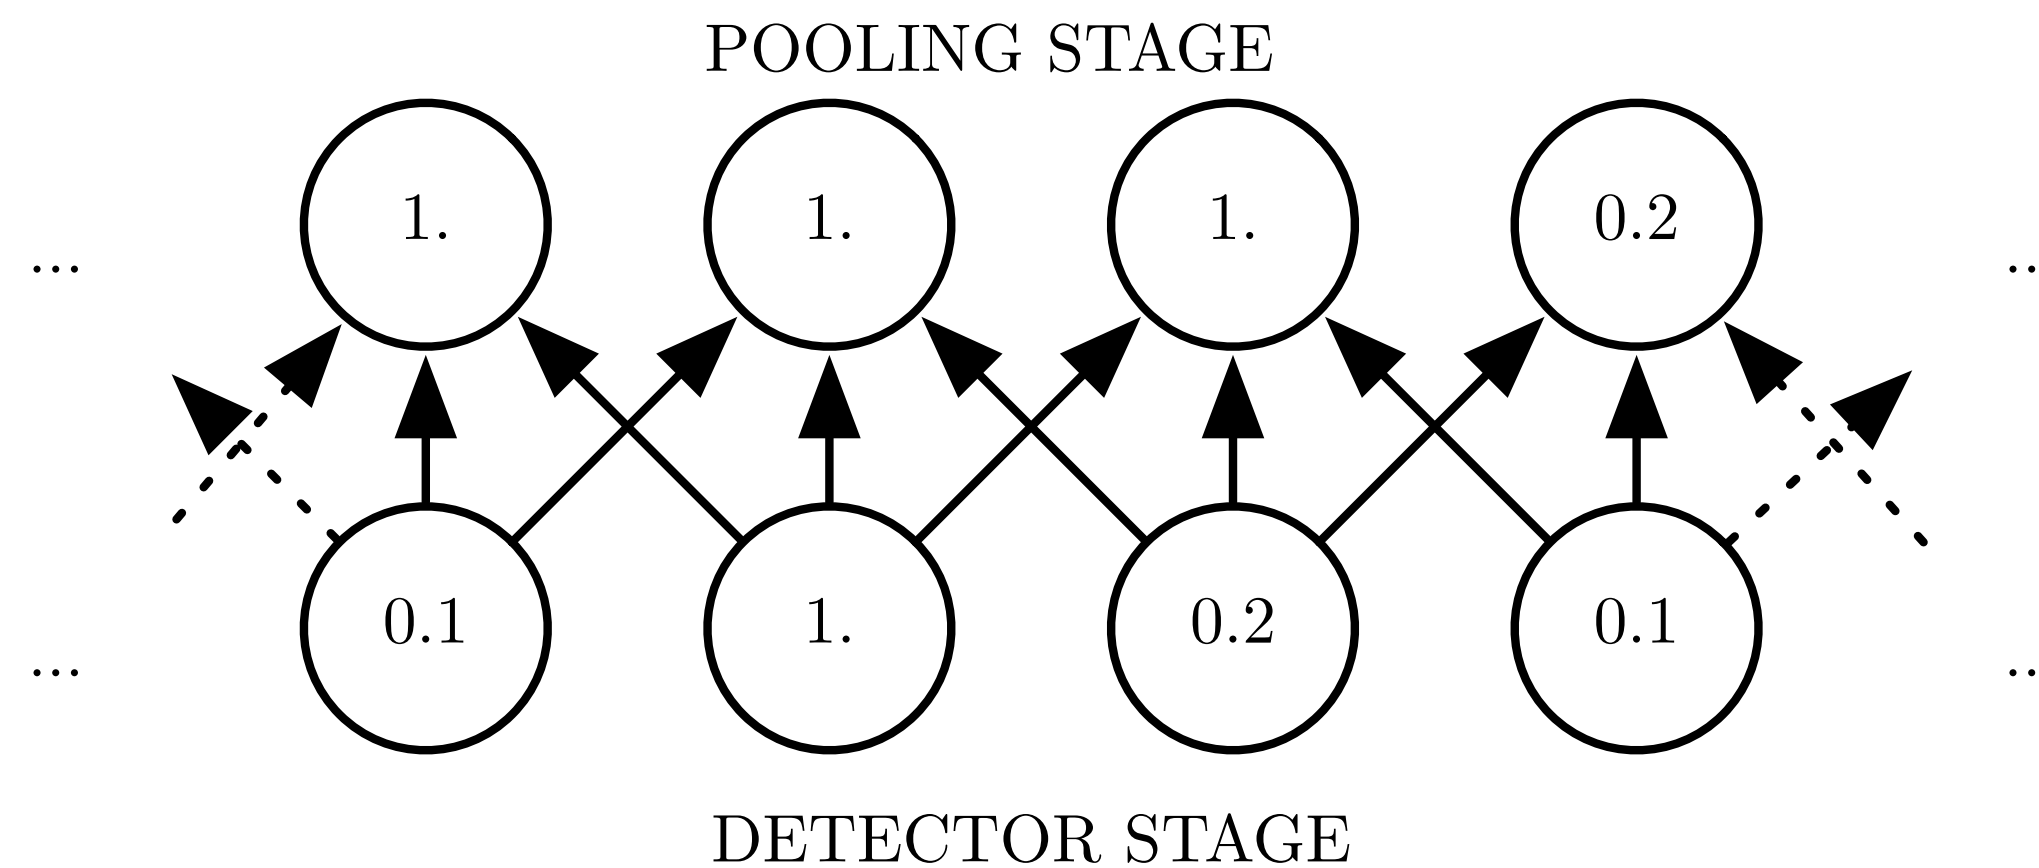 POOLING STAGE
1. 1. 1. 0.2
... ..
0.1 1. 0.2 0.1
... ..
DETECTOR STAGE